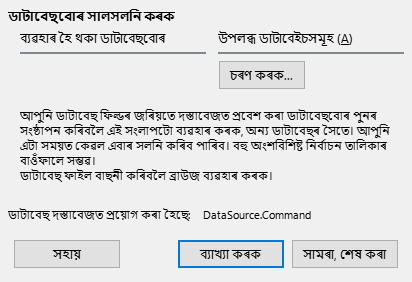 ডাটাবেছবোৰ সালসলনি কৰক
ব্যৱহাৰ হৈ থকা ডাটাবেছবোৰ
উপলব্ধ ডাটাবেইচসমূহ (A)
চৰণ কৰক...
আপুনি ডাটাবেছ ফিল্ডৰ জৰিয়তে দস্তাবেজত প্ৰবেশ কৰা ডাটাবেছবোৰ পুনৰ
সংষ্ঠাপন কৰিবলৈ এই সংলাপটো ব্যৱহাৰ কৰক, অন্য ডাটাবেছৰ সৈতে। আপুনি
এটা সময়ত কেৱল এবাৰ সলনি কৰিব পাৰিব। বহু অংশবিশিষ্ট নিৰ্বাচন তালিকাৰ
বাওঁফালে সম্ভৱ।
ডাটাবেছ ফাইল বাছনী কৰিবলৈ ব্ৰাউজ ব্যৱহাৰ কৰক।
ডাটাবেছ দস্তাবেজত প্ৰয়োগ কৰা হৈছে: DataSource.Command
সহায়
ব্যাখ্যা কৰক
সামৰা, শেষ কৰা